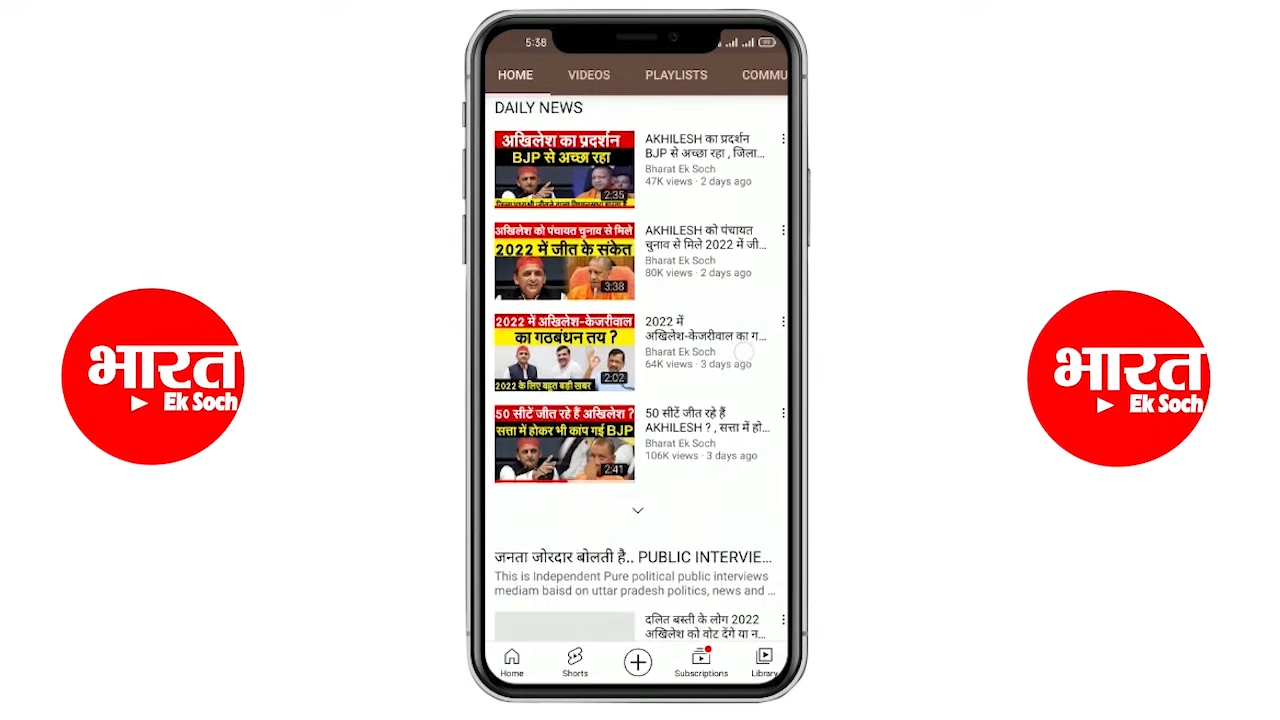 5:38
HOME VIDEOS PLAYLISTS COMMU
DAILY NEWS
अखिलेश का प्रदर्शन
BJP से अच्छा रहा
2:35
AKHILESH का प्रदर्शन
BJP से अच्छा रहा , जिला...
Bharat Ek Soch
47K views · 2 days ago
अखिलेश को पंचायत चुनाव से मिले
2022 में जीत के संकेत
3:38
AKHILESH को पंचायत
चुनाव से मिले 2022 में जी...
Bharat Ek Soch
80K views · 2 days ago
2022 में अखिलेश-केजरीवाल
का गठबंधन तय ?
2:02
2022 के लिए बहुत बड़ी खबर
2022 में
अखिलेश-केजरीवाल का ग...
Bharat Ek Soch
64K views · 3 days ago
50 सीटें जीत रहे हैं अखिलेश ?
सत्ता में होकर भी कांप गई BJP
2:41
50 सीटें जीत रहे हैं
AKHILESH ? , सत्ता में हो...
Bharat Ek Soch
106K views · 3 days ago
जनता जोरदार बोलती है.. PUBLIC INTERVIE...
This is Independent Pure political public interviews
mediam baisd on uttar pradesh politics, news and ...
दलित बस्ती के लोग 2022
अखिलेश को वोट देंगे या न...
Home Shorts Subscriptions Library
भारत
Ek Soch
भारत
Ek Soch